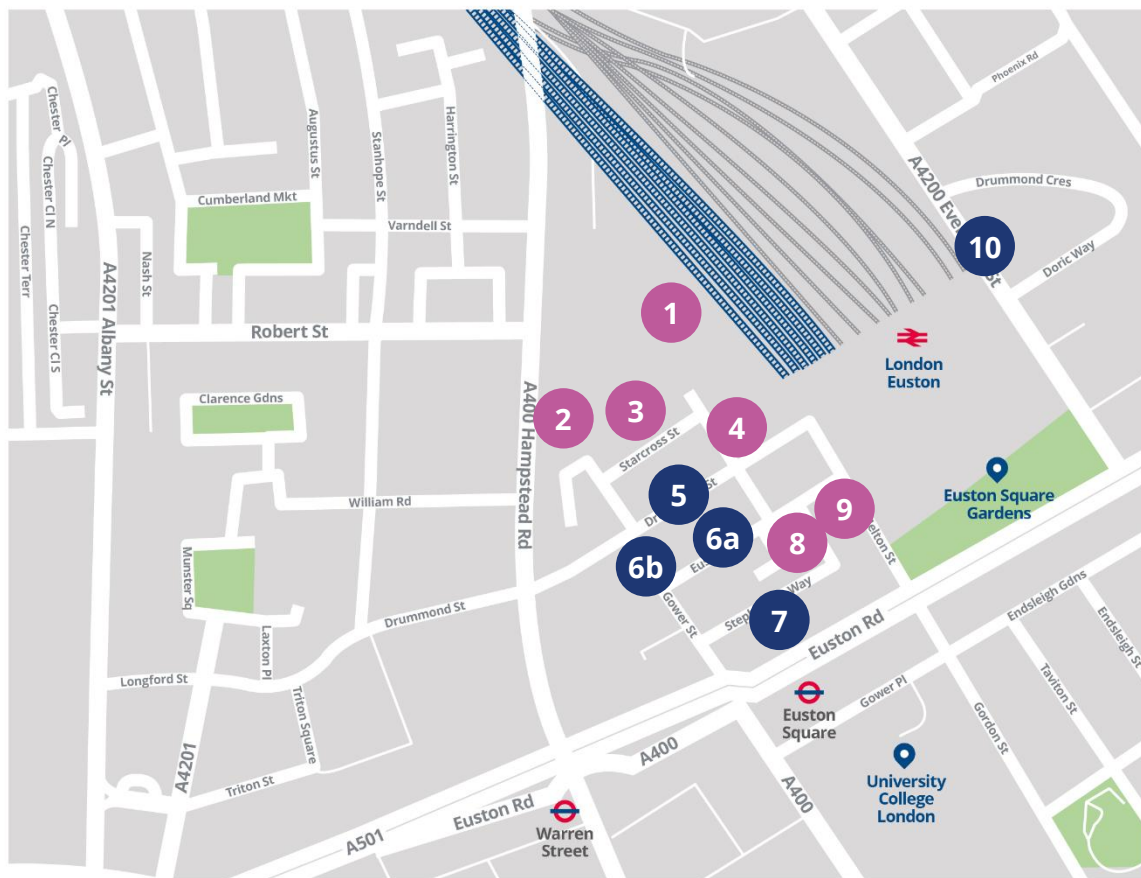 Phoenix Rd
Chester Pl
Augustus St
Harrington St
Stanhope St
A4200 Eve
St
Drummond Cres
Chester Cl N
Cumberland Mkt
Varndell St
10
Doric Way
Chester Terr
Nash St
A4201 Albany St
1
Robert St
London
Euston
Chester Cl S
Clarence Gdns
A400 Hampstead Rd
2
3
4
Starcross St
William Rd
5
Dr
St
Euston Square
Gardens
9
elton St
6a
8
Eus
6b
Munster Sq
Gower St
Step
Way
7
Drummond St
Euston Rd
Endsleigh Gdns
Endsleigh St
Laxton Pl
Longford St
Triton Square
Euston
Square
Gower Pl
Taviton St
Gordon St
A4201
A400
Triton St
University
College
London
A400
Euston Rd
A501
Warren
Street